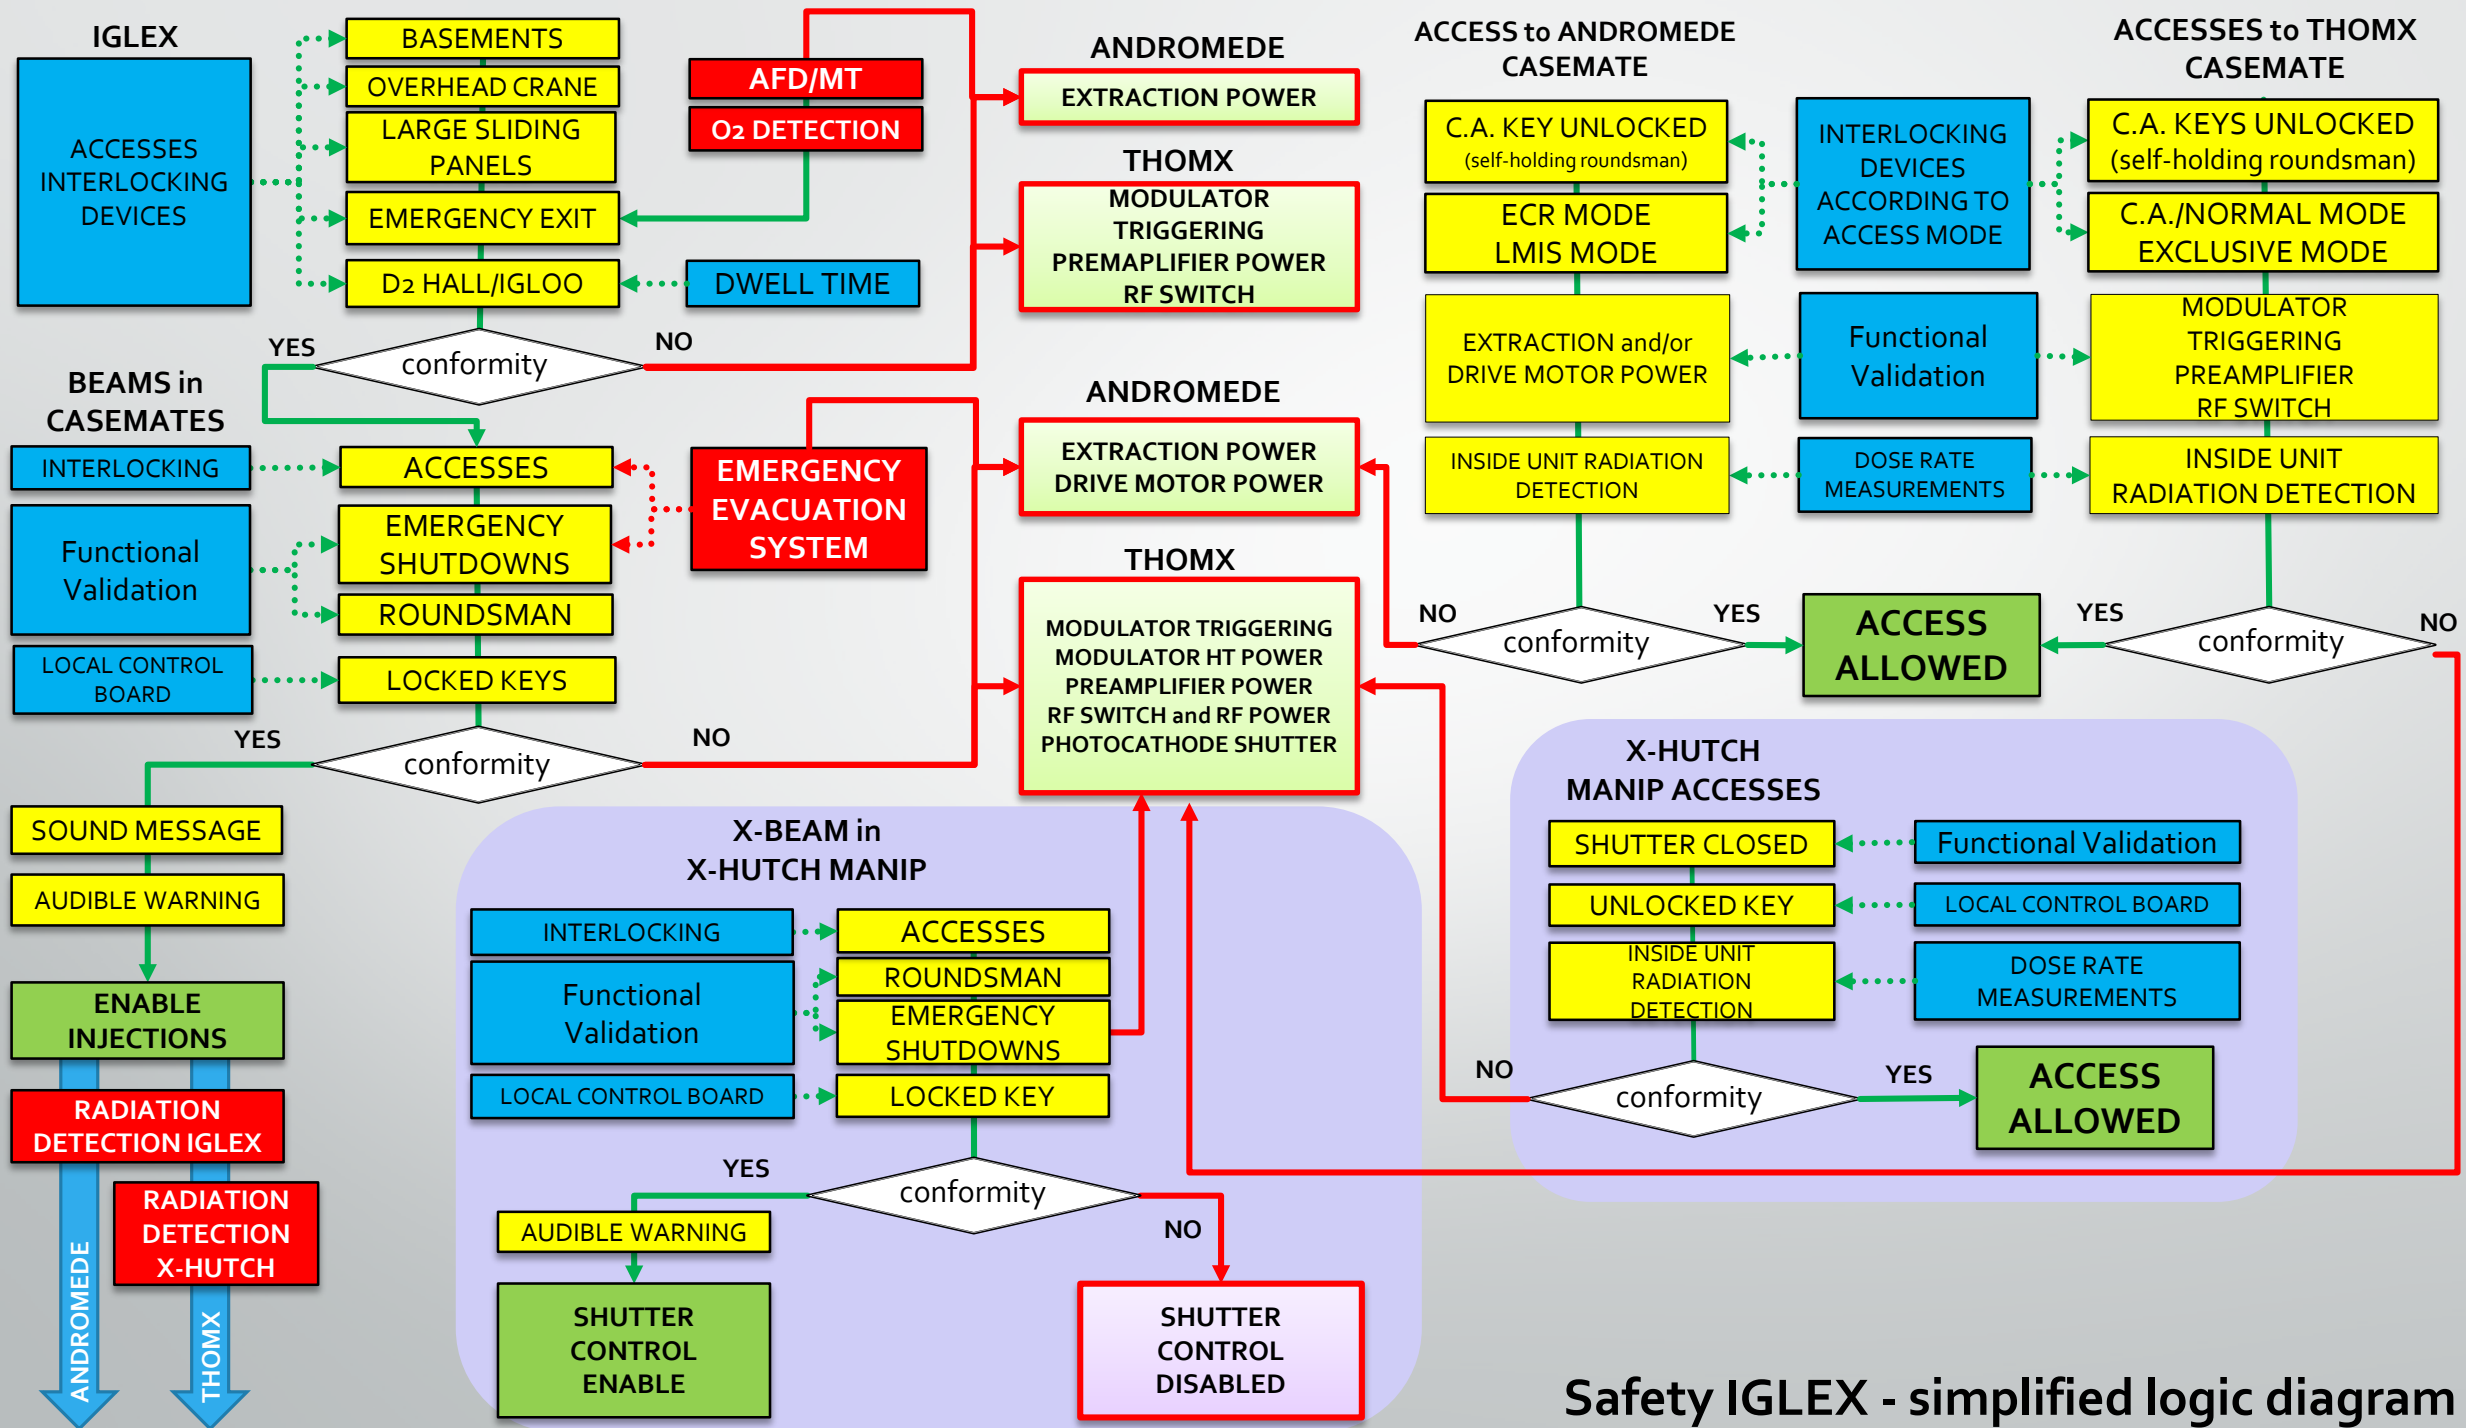 IGLEX
ACCESSES
INTERLOCKING
DEVICES
BASEMENTS
OVERHEAD CRANE
LARGE SLIDING
PANELS
EMERGENCY EXIT
D2 HALL/IGLOO
AFD/MT
O2 DETECTION
DWELL TIME
YES
NO
conformity
ANDROMEDE
EXTRACTION POWER
THOMX
MODULATOR
TRIGGERING
PREMAPLIFIER POWER
RF SWITCH
BEAMS in
CASEMATES
INTERLOCKING
Functional
Validation
LOCAL CONTROL
BOARD
ACCESSES
EMERGENCY
SHUTDOWNS
ROUNDSMAN
LOCKED KEYS
EMERGENCY
EVACUATION
SYSTEM
YES
NO
conformity
ANDROMEDE
EXTRACTION POWER
DRIVE MOTOR POWER
THOMX
MODULATOR TRIGGERING
MODULATOR HT POWER
PREAMPLIFIER POWER
RF SWITCH and RF POWER
PHOTOCATHODE SHUTTER
SOUND MESSAGE
AUDIBLE WARNING
ENABLE
INJECTIONS
RADIATION
DETECTION IGLEX
RADIATION
DETECTION
X-HUTCH
ANDROMEDE
THOMX
X-BEAM in
X-HUTCH MANIP
INTERLOCKING
Functional
Validation
LOCAL CONTROL BOARD
ACCESSES
ROUNDSMAN
EMERGENCY
SHUTDOWNS
LOCKED KEY
YES
conformity
NO
AUDIBLE WARNING
SHUTTER
CONTROL
ENABLE
SHUTTER
CONTROL
DISABLED
ACCESS to ANDROMEDE
CASEMATE
C.A. KEY UNLOCKED
(self-holding roundsman)
ECR MODE
LMIS MODE
EXTRACTION and/or
DRIVE MOTOR POWER
INSIDE UNIT RADIATION
DETECTION
INTERLOCKING
DEVICES
ACCORDING TO
ACCESS MODE
Functional
Validation
DOSE RATE
MEASUREMENTS
ACCESSES to THOMX
CASEMATE
C.A. KEYS UNLOCKED
(self-holding roundsman)
C.A./NORMAL MODE
EXCLUSIVE MODE
MODULATOR
TRIGGERING
PREAMPLIFIER
RF SWITCH
INSIDE UNIT
RADIATION DETECTION
NO
conformity
YES
ACCESS
ALLOWED
YES
conformity
NO
X-HUTCH
MANIP ACCESSES
SHUTTER CLOSED
Functional Validation
UNLOCKED KEY
LOCAL CONTROL BOARD
INSIDE UNIT
RADIATION
DETECTION
DOSE RATE
MEASUREMENTS
NO
conformity
YES
ACCESS
ALLOWED
Safety IGLEX - simplified logic diagram